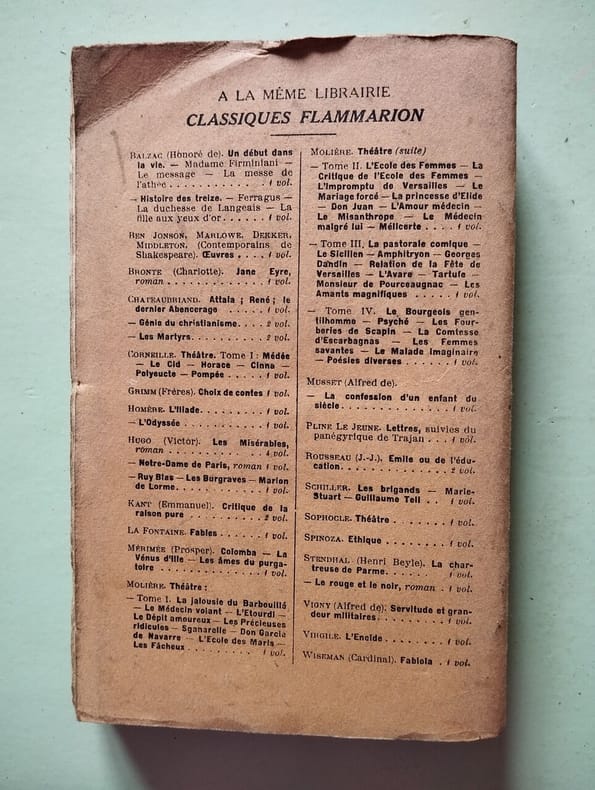 A LA MÊME LIBRAIRIE
CLASSIQUES FLAMMARION
BALZAC (Honoré de). Un début dans
la vie. — Madame Firminiani —
Le message — La messe de
l'athée . . . . . . . . . . . . 1 vol.
— Histoire des treize. — Ferragus —
La duchesse de Langeais — La
fille aux yeux d'or . . . . . . 1 vol.
BEN JONSON, MARLOWE, DEKKER,
MIDDLETON, (Contemporains de
Shakespeare). Œuvres . . . . 1 vol.
BRONTE (Charlotte). Jane Eyre,
roman . . . . . . . . . . . . 1 vol.
CHATEAUBRIAND. Attala ; René ; le
dernier Abencerage . . . . . 1 vol.
— Génie du christianisme. . . . 2 vol.
— Les Martyrs. . . . . . . . . . 2 vol.
CORNEILLE. Théâtre. Tome I : Médée
— Le Cid — Horace — Cinna —
Polyeucte — Pompée . . . . . 1 vol.
GRIMM (Frères). Choix de contes 1 vol.
HOMÈRE. L'Iliade. . . . . . . . . 1 vol.
— L'Odyssée . . . . . . . . . . . 1 vol.
HUGO (Victor). Les Misérables,
roman . . . . . . . . . . . . 4 vol.
— Notre-Dame de Paris, roman 1 vol.
— Ruy Blas — Les Burgraves — Marion
de Lorme. . . . . . . . . . . . 1 vol.
KANT (Emmanuel). Critique de la
raison pure . . . . . . . . . . 2 vol.
LA FONTAINE. Fables . . . . . . 1 vol.
MÉRIMÉE (Prosper). Colomba — La
Vénus d'Ille — Les âmes du purga-
toire . . . . . . . . . . . . . . 1 vol.
MOLIÈRE. Théâtre :
— Tome I. La jalousie du Barbouillé
— Le Médecin volant — L'Etourdi —
Le Dépit amoureux — Les Précieuses
ridicules — Sganarelle — Don Garcie
de Navarre — L'Ecole des Maris —
Les Fâcheux . . . . . . . . . . 1 vol.
MOLIÈRE. Théâtre (suite)
— Tome II. L'Ecole des Femmes — La
Critique de l'Ecole des Femmes —
L'Impromptu de Versailles — Le
Mariage forcé — La princesse d'Elide
— Don Juan — L'Amour médecin —
Le Misanthrope — Le Médecin
malgré lui — Mélicerte . . . . 1 vol.
— Tome III. La pastorale comique —
Le Sicilien — Amphitryon — Georges
Dandin — Relation de la Fête de
Versailles — L'Avare — Tartufe —
Monsieur de Pourceaugnac — Les
Amants magnifiques . . . . . 1 vol.
— Tome IV. Le Bourgeois gen-
tilhomme — Psyché — Les Four-
beries de Scapin — La Comtesse
d'Escarbagnas — Les Femmes
savantes — Le Malade Imaginaire
— Poésies diverses . . . . . . . 1 vol.
MUSSET (Alfred de).
— La confession d'un enfant du
siècle. . . . . . . . . . . . . . 1 vol.
PLINE LE JEUNE. Lettres, suivies du
panégyrique de Trajan . . . 1 vol.
ROUSSEAU (J.-J.). Emile ou de l'édu-
cation. . . . . . . . . . . . . . 2 vol.
SCHILLER. Les brigands — Marie-
Stuart — Guillaume Tell . . 1 vol.
SOPHOCLE. Théâtre . . . . . . . 1 vol.
SPINOZA. Ethique . . . . . . . . 1 vol.
STENDHAL (Henri Beyle). La char-
treuse de Parme. . . . . . . 1 vol.
— Le rouge et le noir, roman . 1 vol.
VIGNY (Alfred de). Servitude et gran-
deur militaires. . . . . . . . . 1 vol.
VIRGILE. L'Eneïde. . . . . . . . 1 vol.
WISEMAN (Cardinal). Fabiola . 1 vol.